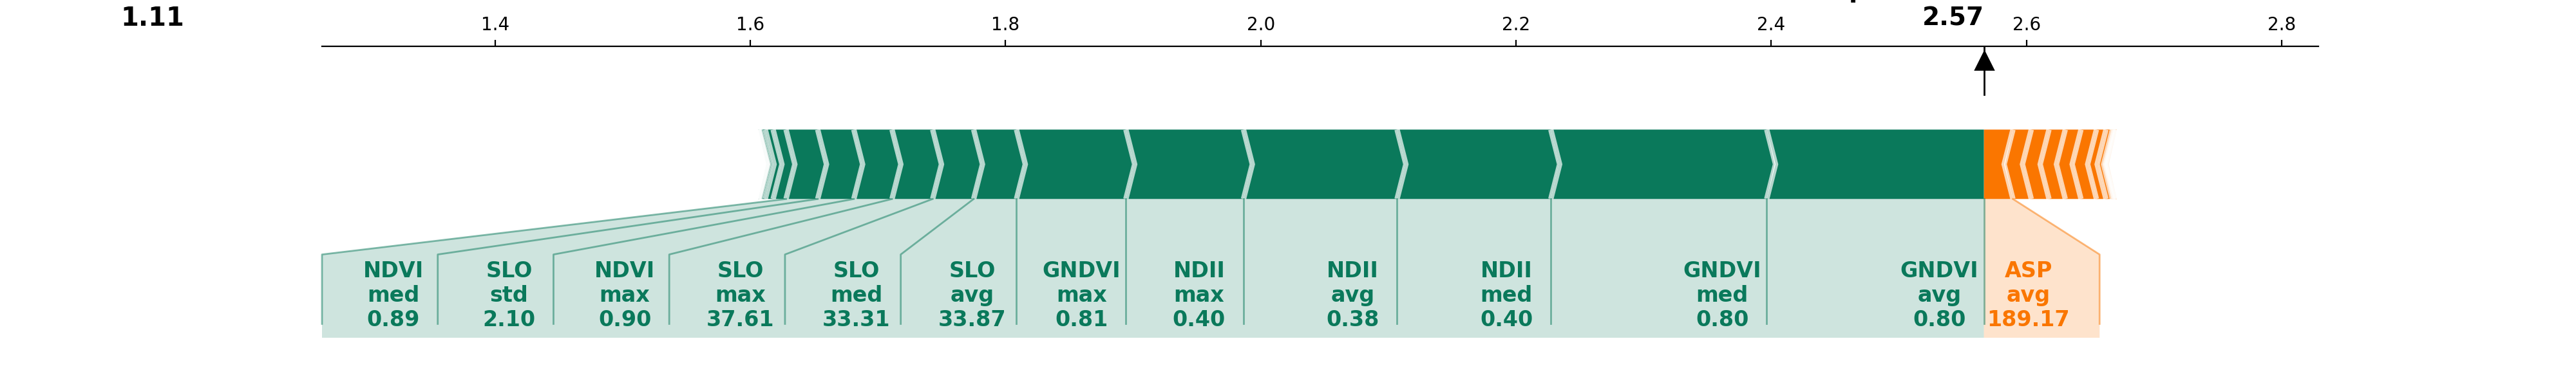 1.11
2.57
1.4 1.6 1.8 2.0 2.2 2.4 2.6 2.8
NDVI SLO NDVI SLO SLO SLO GNDVI NDII NDII NDII GNDVI GNDVI ASP
med std max max med avg max max avg med med avg avg
0.89 2.10 0.90 37.61 33.31 33.87 0.81 0.40 0.38 0.40 0.80 0.80 189.17